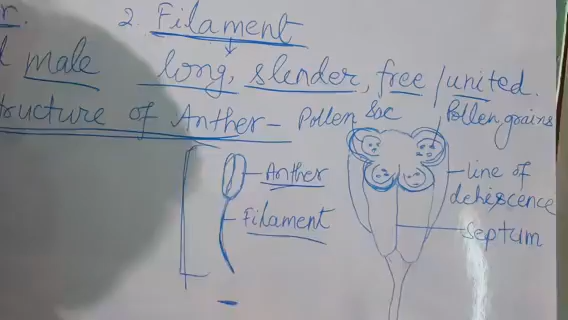 r.
2. Filament
male long, slender, free/united.
tructure of Anther- Pollen Sac Pollen grains
Anther
Filament
line of
dehiscence
Septum